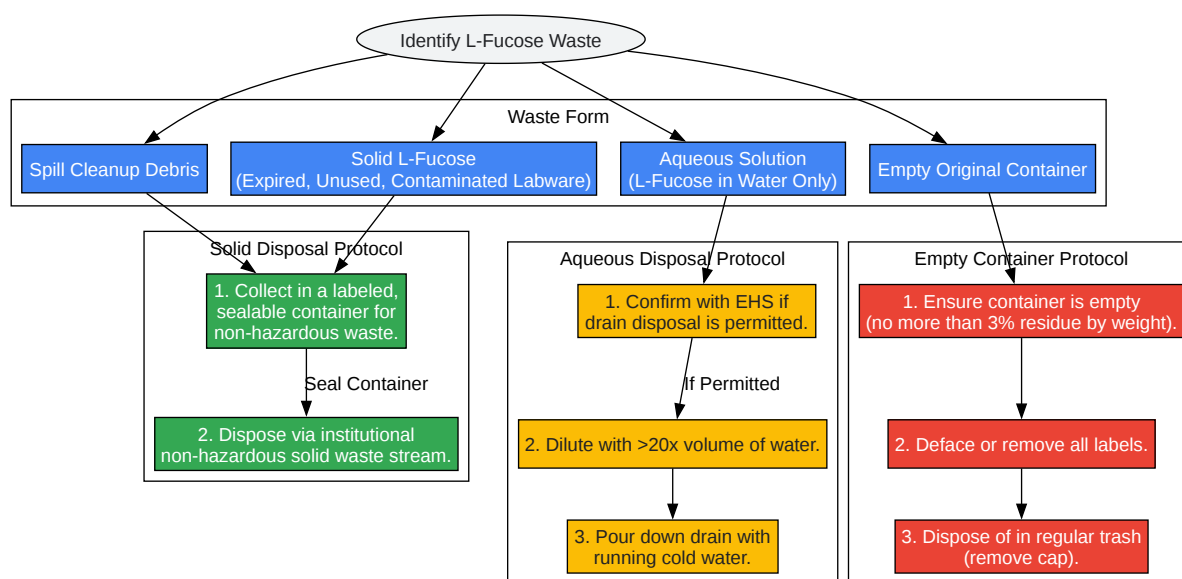 Identify L-Fucose Waste
Waste Form
Spill Cleanup Debris
Solid L-Fucose
(Expired, Unused, Contaminated Labware)
Aqueous Solution
(L-Fucose in Water Only)
Empty Original Container
Solid Disposal Protocol
1. Collect in a labeled,
sealable container for
non-hazardous waste.
Seal Container
2. Dispose via institutional
non-hazardous solid waste stream.
Aqueous Disposal Protocol
1. Confirm with EHS if
drain disposal is permitted.
If Permitted
2. Dilute with >20x volume of water.
3. Pour down drain with
running cold water.
Empty Container Protocol
1. Ensure container is empty
(no more than 3% residue by weight).
2. Deface or remove all labels.
3. Dispose of in regular trash
(remove cap).